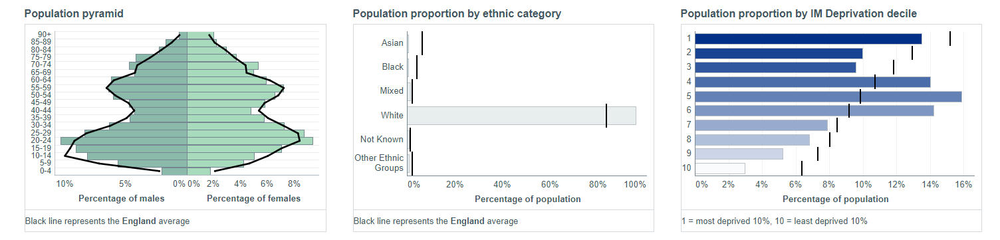 Population pyramid
90+
85-89
80-84
75-79
70-74
65-69
60-64
55-59
50-54
45-49
40-44
35-39
30-34
25-29
20-24
15-19
10-14
5-9
0-4
10% 5% 0% 0% 2% 4% 6% 8%
Percentage of males Percentage of females
Black line represents the England average
Population proportion by ethnic category
Asian
Black
Mixed
White
Not Known
Other Ethnic
Groups
0% 20% 40% 60% 80% 100%
Percentage of population
Black line represents the England average
Population proportion by IM Deprivation decile
1
2
3
4
5
6
7
8
9
10
0% 2% 4% 6% 8% 10% 12% 14% 16%
Percentage of population
1 = most deprived 10%, 10 = least deprived 10%